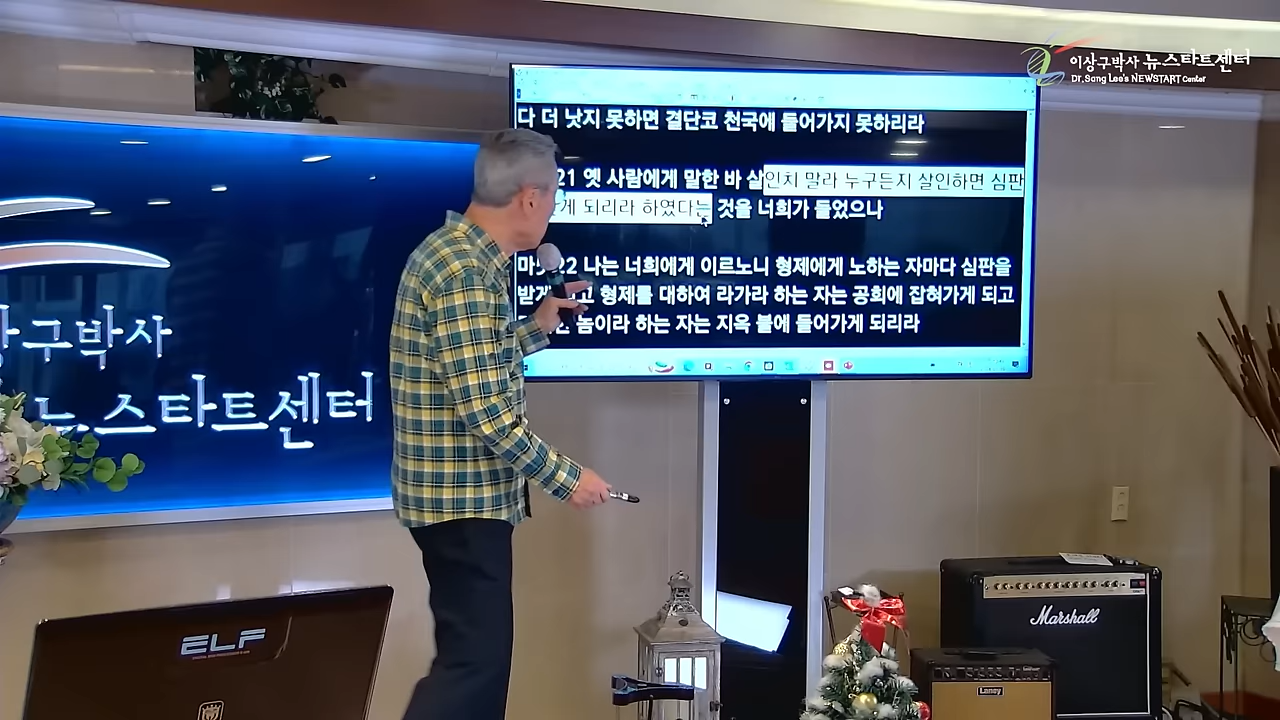 이상구박사 뉴스타트센터
Dr. Sang Lee's NEWSTART Center
다 더 낫지 못하면 결단코 천국에 들어가지 못하리라
21 옛 사람에게 말한 바 살인치 말라 누구든지 살인하면 심판
게 되리라 하였다는 것을 너희가 들었으나
22 나는 너희에게 이르노니 형제에게 노하는 자마다 심판을
받게 고 형제를 대하여 라가라 하는 자는 공회에 잡혀가게 되고
놈이라 하는 자는 지옥 불에 들어가게 되리라
상구박사
뉴스타트센터
ELF
Marshall
Laney